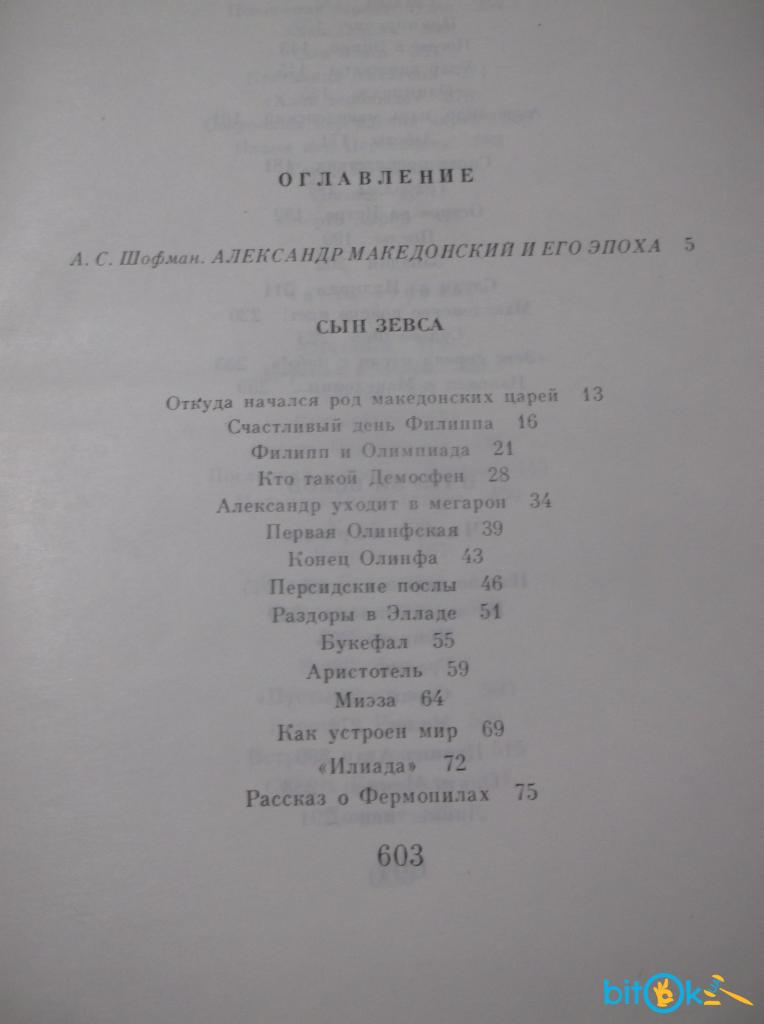 ОГЛАВЛЕНИЕ
А. С. Шофман. АЛЕКСАНДР МАКЕДОНСКИЙ И ЕГО ЭПОХА 5
СЫН ЗЕВСА
Откуда начался род македонских царей 13
Счастливый день Филиппа 16
Филипп и Олимпиада 21
Кто такой Демосфен 28
Александр уходит в мегарон 34
Первая Олинфская 39
Конец Олинфа 43
Персидские послы 46
Раздоры в Элладе 51
Букефал 55
Аристотель 59
Миэза 64
Как устроен мир 69
«Илиада» 72
Рассказ о Фермопилах 75
603
bitok